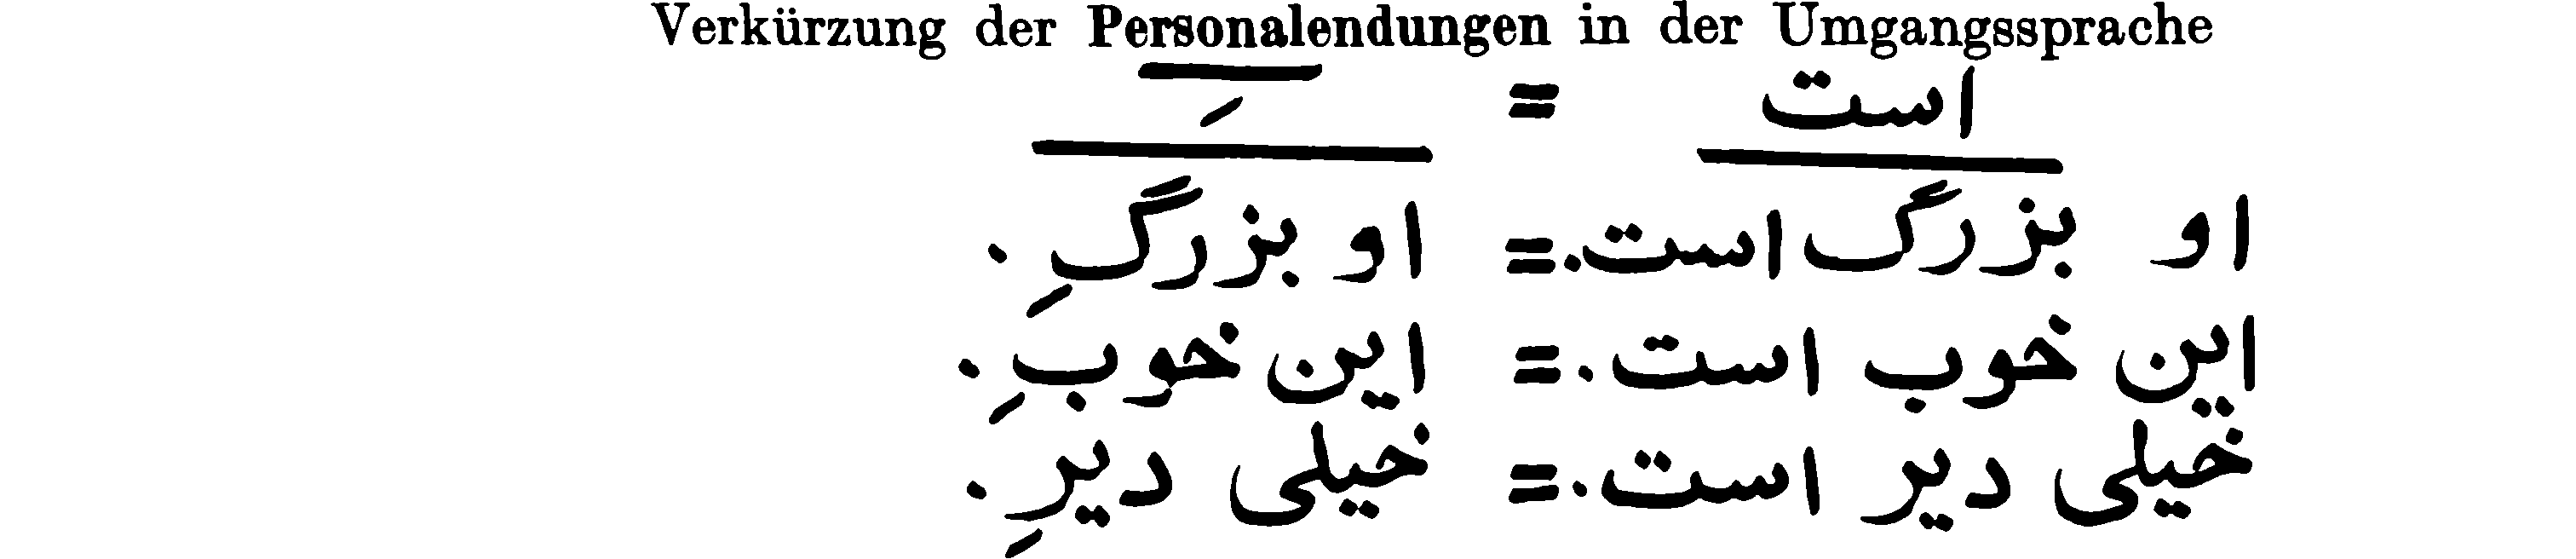 Verkürzung der Personalendungen in der Umgangssprache
است = ـِ
او بزرگ است. = او بزرگِ.
این خوب است. = این خوبِ.
خیلی دیر است. = خیلی دیرِ.